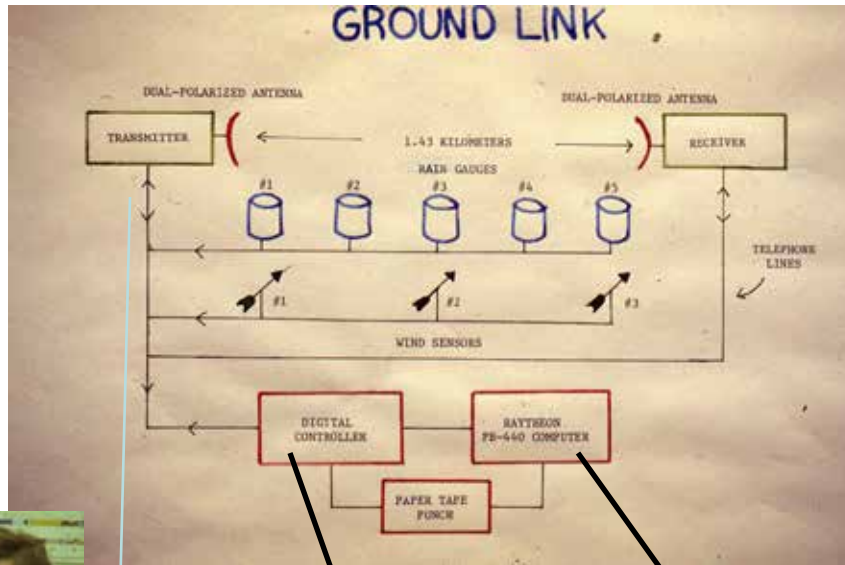 GROUND LINK
DUAL-POLARIZED ANTENNA
DUAL-POLARIZED ANTENNA
TRANSMITTER
1.43 KILOMETERS
RECEIVER
RAIN GAUGES
#1 #2 #3 #4 #5
TELEPHONE
LINES
#1 #2 #3
WIND SENSORS
DIGITAL
CONTROLLER
RAYTHEON
PB-440 COMPUTER
PAPER TAPE
PUNCH